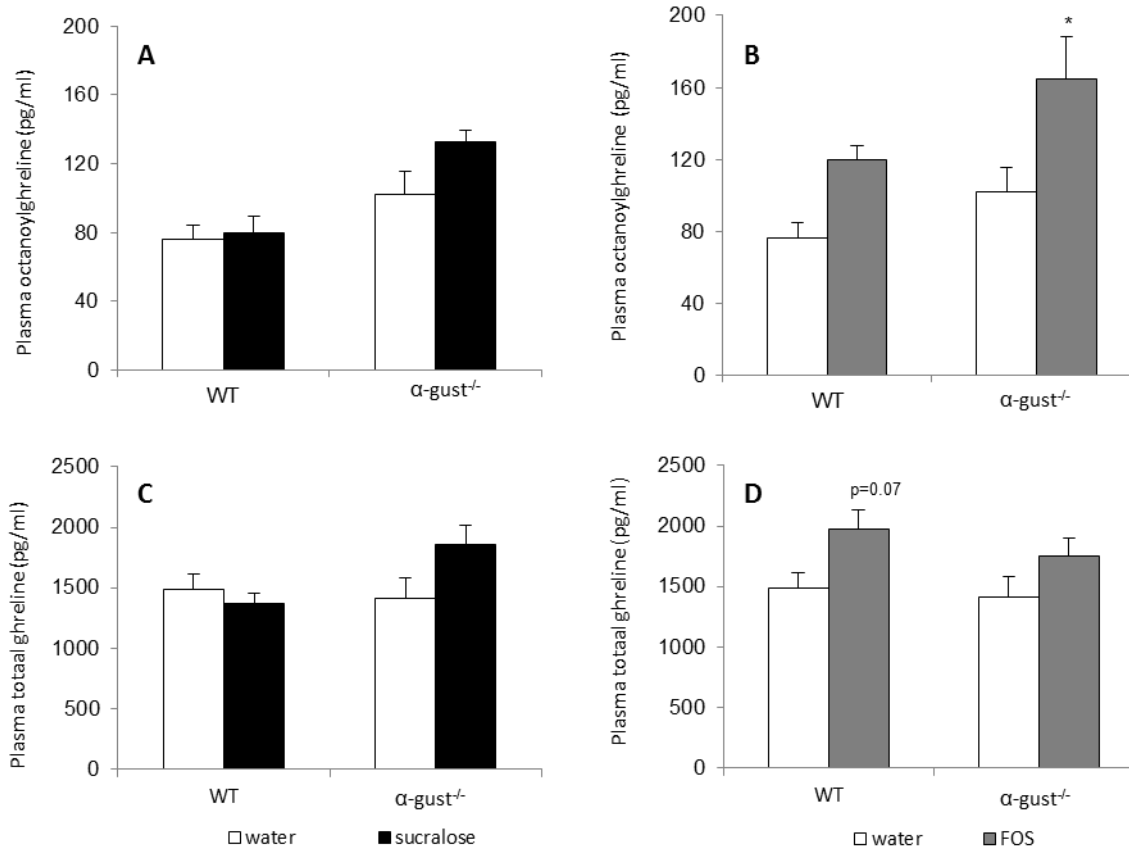 A
Plasma octanoylghreline (pg/ml)
200
160
120
80
40
0
WT
α-gust-/-
B
Plasma octanoylghreline (pg/ml)
200
160
120
80
40
0
*
WT
α-gust-/-
C
Plasma totaal ghreline (pg/ml)
2500
2000
1500
1000
500
0
WT
α-gust-/-
water
sucralose
D
Plasma totaal ghreline (pg/ml)
2500
2000
1500
1000
500
0
p=0.07
WT
α-gust-/-
water
FOS